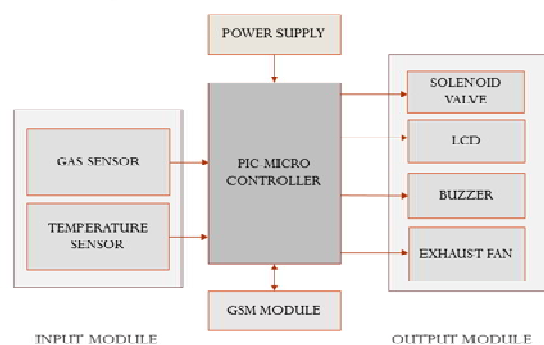 POWER SUPPLY
GAS SENSOR
TEMPERATURE
SENSOR
INPUT MODULE
PIC MICRO
CONTROLLER
GSM MODULE
SOLENOID
VALVE
LCD
BUZZER
EXHAUST FAN
OUTPUT MODULE